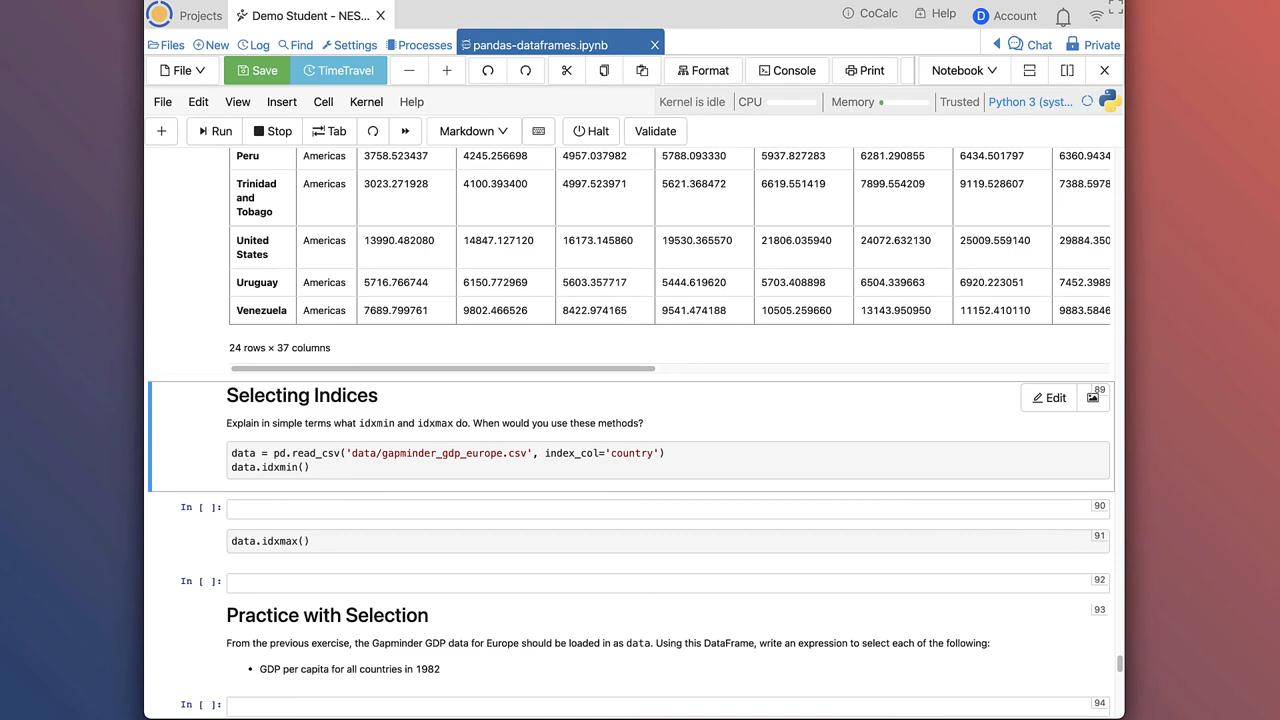 Projects
Demo Student - NES...
CoCalc
Help
D Account
Files
New
Log
Find
Settings
Processes
pandas-dataframes.ipynb
Chat
Private
File
Save
TimeTravel
Format
Console
Print
Notebook
File Edit View Insert Cell Kernel Help
Kernel is idle
CPU
Memory
Trusted
Python 3 (syst...
Run
Stop
Tab
Markdown
Halt
Validate
Peru Americas 3758.523437 4245.256698 4957.037982 5788.093330 5937.827283 6281.290855 6434.501797 6360.9434
Trinidad and Tobago Americas 3023.271928 4100.393400 4997.523971 5621.368472 6619.551419 7899.554209 9119.528607 7388.5978
United States Americas 13990.482080 14847.127120 16173.145860 19530.365570 21806.035940 24072.632130 25009.559140 29884.350
Uruguay Americas 5716.766744 6150.772969 5603.357717 5444.619620 5703.408898 6504.339663 6920.223051 7452.3989
Venezuela Americas 7689.799761 9802.466526 8422.974165 9541.474188 10505.259660 13143.950950 11152.410110 9883.5846
24 rows × 37 columns
Selecting Indices
89
Edit
Explain in simple terms what idxmin and idxmax do. When would you use these methods?
data = pd.read_csv('data/gapminder_gdp_europe.csv', index_col='country')
data.idxmin()
In [ ]:
90
data.idxmax()
91
In [ ]:
92
Practice with Selection
93
From the previous exercise, the Gapminder GDP data for Europe should be loaded in as data. Using this DataFrame, write an expression to select each of the following:
• GDP per capita for all countries in 1982
In [ ]:
94